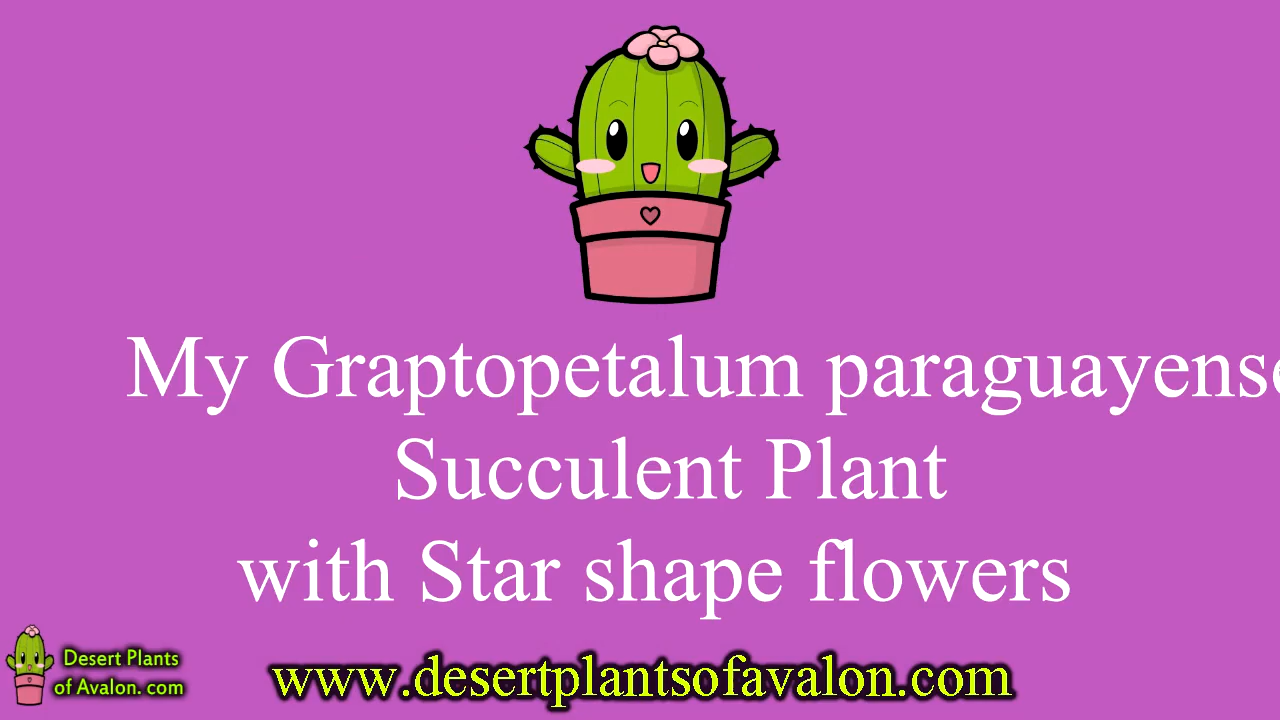 My Graptopetalum paraguayense
Succulent Plant
with Star shape flowers
Desert Plants
of Avalon. com
www.desertplantsofavalon.com